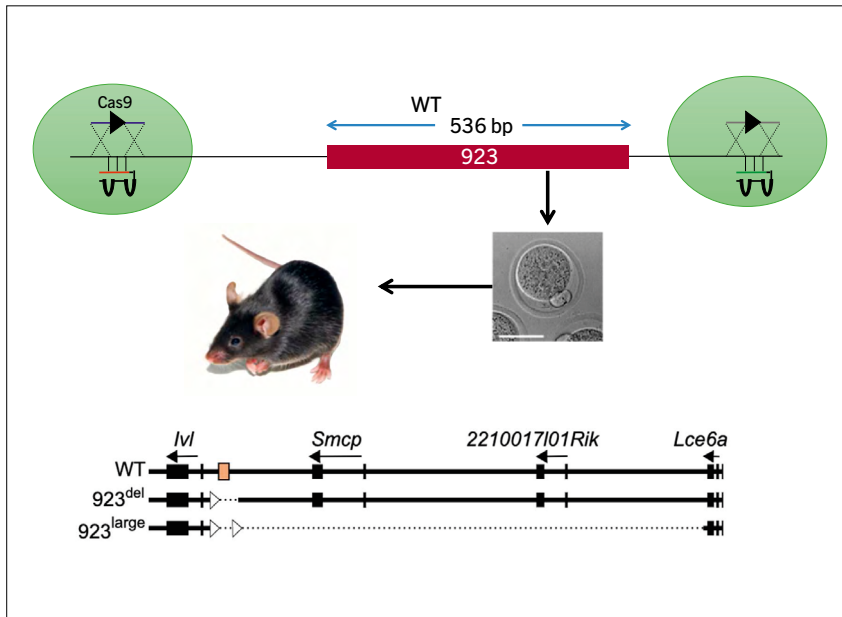 Cas9
WT
536 bp
923
Ivl Smcp 2210017I01Rik Lce6a
WT
923del
923large